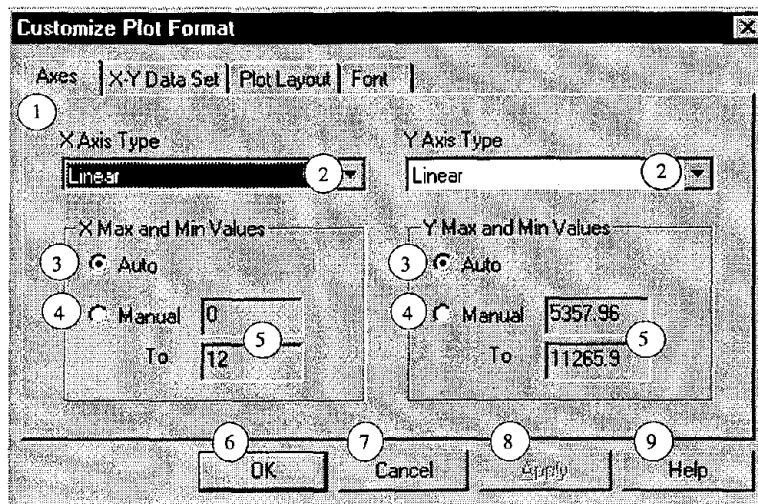 Customize Plot Format
Axes X-Y Data Set Plot Layout Font
1
X Axis Type Y Axis Type
Linear 2 Linear 2
X Max and Min Values Y Max and Min Values
3 Auto 3 Auto
4 Manual 0 4 Manual 5357.96
5 5
To 12 To 11265.9
6 7 8 9
OK Cancel Apply Help